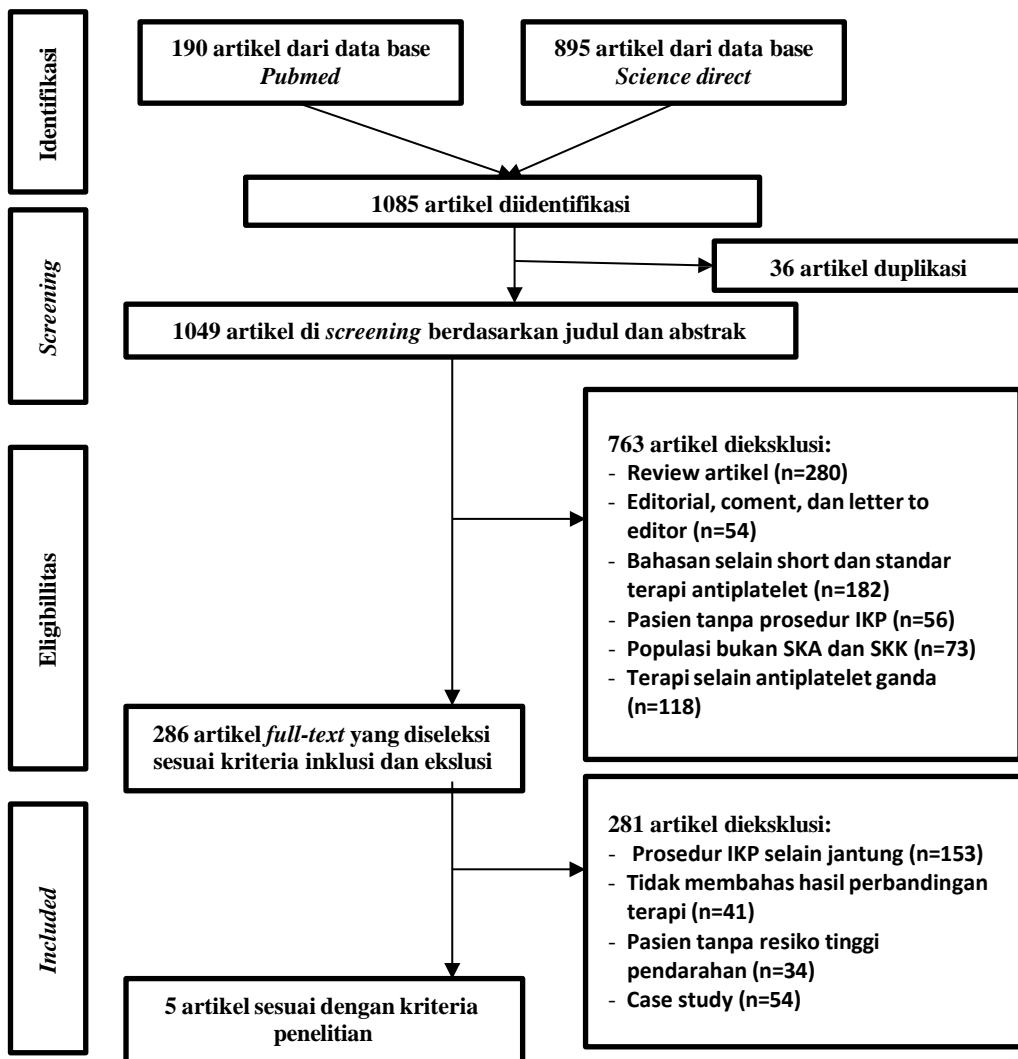 Identifikasi
190 artikel dari data base
Pubmed
895 artikel dari data base
Science direct
1085 artikel diidentifikasi
Screening
36 artikel duplikasi
1049 artikel di screening berdasarkan judul dan abstrak
Eligibillitas
763 artikel dieksklusi:
- Review artikel (n=280)
- Editorial, coment, dan letter to
editor (n=54)
- Bahasan selain short dan standar
terapi antiplatelet (n=182)
- Pasien tanpa prosedur IKP (n=56)
- Populasi bukan SKA dan SKK (n=73)
- Terapi selain antiplatelet ganda
(n=118)
286 artikel full-text yang diseleksi
sesuai kriteria inklusi dan ekslusi
Included
281 artikel dieksklusi:
- Prosedur IKP selain jantung (n=153)
- Tidak membahas hasil perbandingan
terapi (n=41)
- Pasien tanpa resiko tinggi
pendarahan (n=34)
- Case study (n=54)
5 artikel sesuai dengan kriteria
penelitian